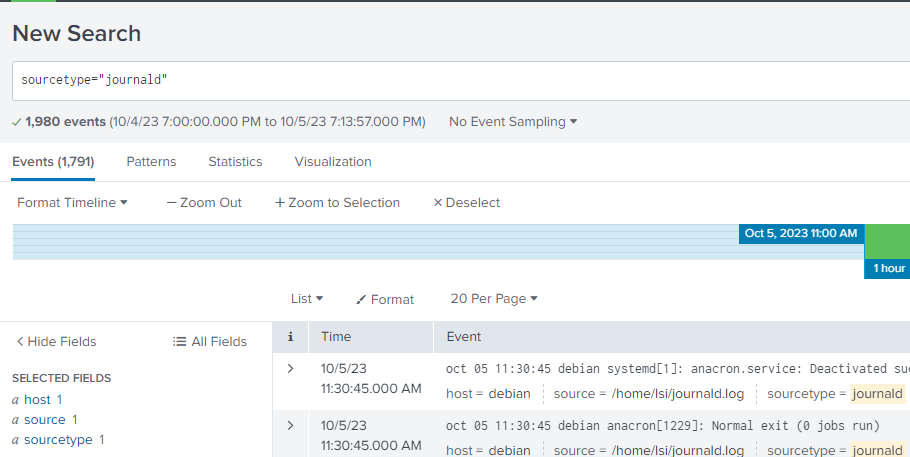 New Search
sourcetype="journald"
✓ 1,980 events (10/4/23 7:00:00.000 PM to 10/5/23 7:13:57.000 PM) No Event Sampling ▾
Events (1,791) Patterns Statistics Visualization
Format Timeline ▾ — Zoom Out + Zoom to Selection × Deselect
Oct 5, 2023 11:00 AM
1 hour
List ▾ Format 20 Per Page ▾
< Hide Fields All Fields
i Time Event
SELECTED FIELDS
a host 1
a source 1
a sourcetype 1
> 10/5/23 11:30:45.000 AM
oct 05 11:30:45 debian systemd[1]: anacron.service: Deactivated
host = debian source = /home/lsi/journald.log sourcetype = journald
> 10/5/23 11:30:45.000 AM
oct 05 11:30:45 debian anacron[1229]: Normal exit (0 jobs run)
host = debian source = /home/lsi/journald.log sourcetype = journald